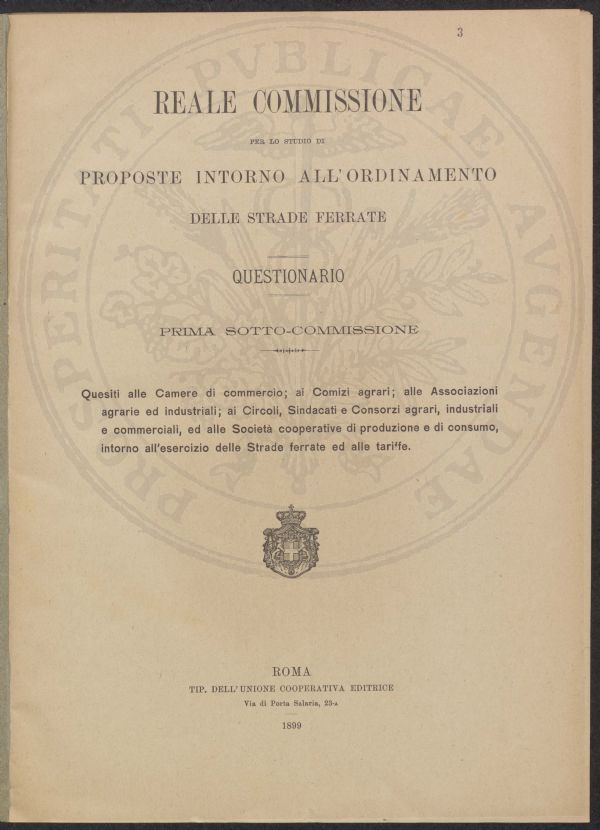 3
REALE COMMISSIONE
PER LO STUDIO DI
PROPOSTE INTORNO ALL'ORDINAMENTO
DELLE STRADE FERRATE
QUESTIONARIO
PRIMA SOTTO-COMMISSIONE
Quesiti alle Camere di commercio; ai Comizi agrari; alle Associazioni
agrarie ed industriali; ai Circoli, Sindacati e Consorzi agrari, industriali
e commerciali, ed alle Società cooperative di produzione e di consumo,
intorno all'esercizio delle Strade ferrate ed alle tariffe.
ROMA
TIP. DELL'UNIONE COOPERATIVA EDITRICE
Via di Porta Salaria, 23-A
1899
PROSPERITATI PVBLICAE AVGENDAE